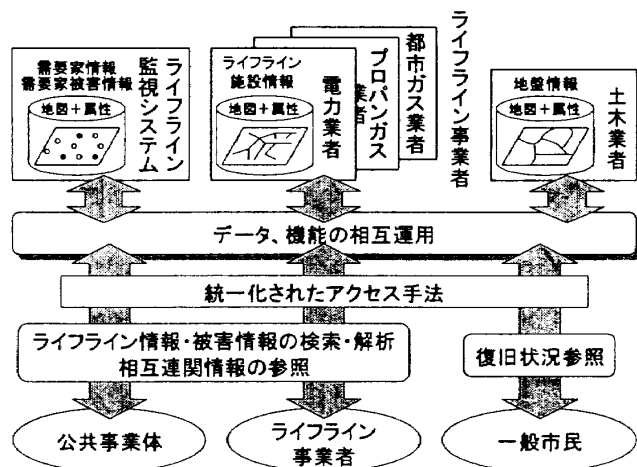 需要家情報
需要家被害情報
地図+属性
ライフライン
監視システム
ライフライン
施設情報
地図+属性
電力業者
プロパンガス
業者
都市ガス業者
ライフライン事業者
地盤情報
地図+属性
土木業者
データ、機能の相互運用
統一化されたアクセス手法
ライフライン情報・被害情報の検索・解析
相互連関情報の参照
復旧状況参照
公共事業体
ライフライン
事業者
一般市民